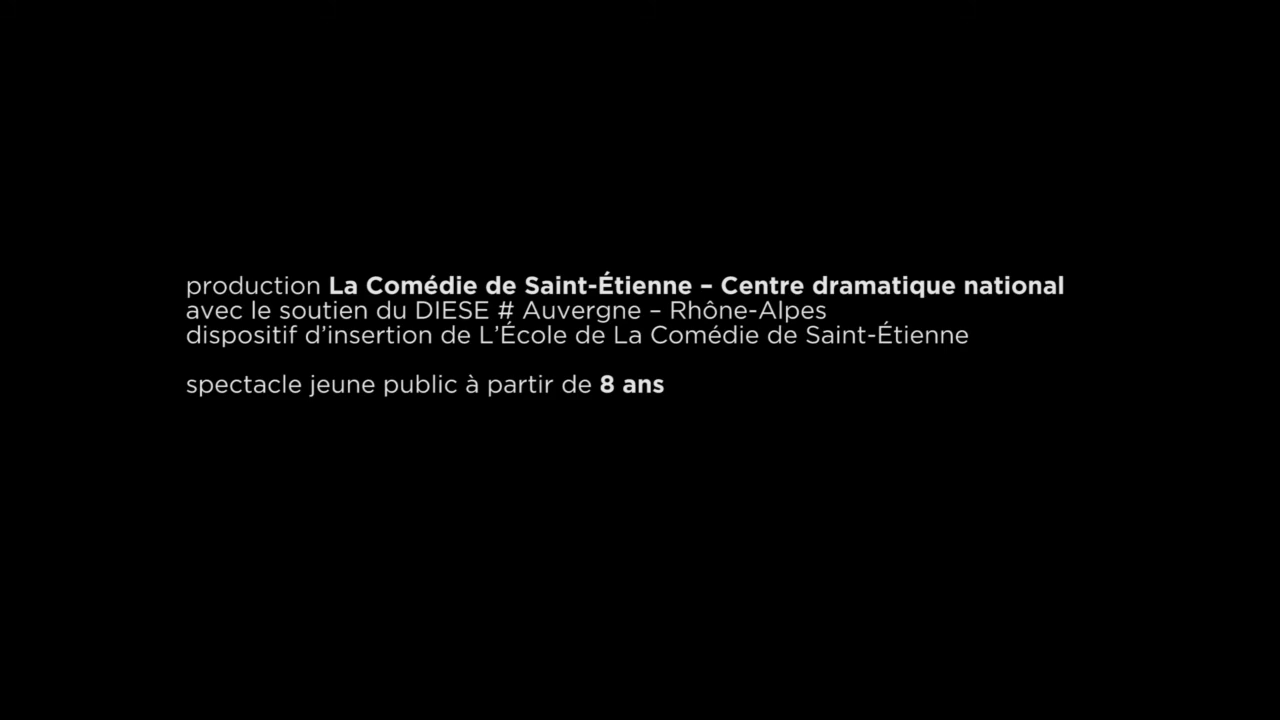 production La Comédie de Saint-Étienne – Centre dramatique national
avec le soutien du DIESE # Auvergne – Rhône-Alpes
dispositif d’insertion de L’École de La Comédie de Saint-Étienne
spectacle jeune public à partir de 8 ans